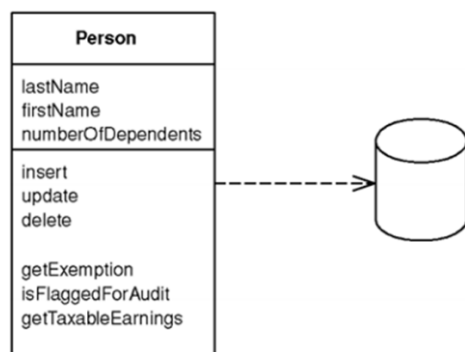 Person
lastName
firstName
numberOfDependents
insert
update
delete
getExemption
isFlaggedForAudit
getTaxableEarnings